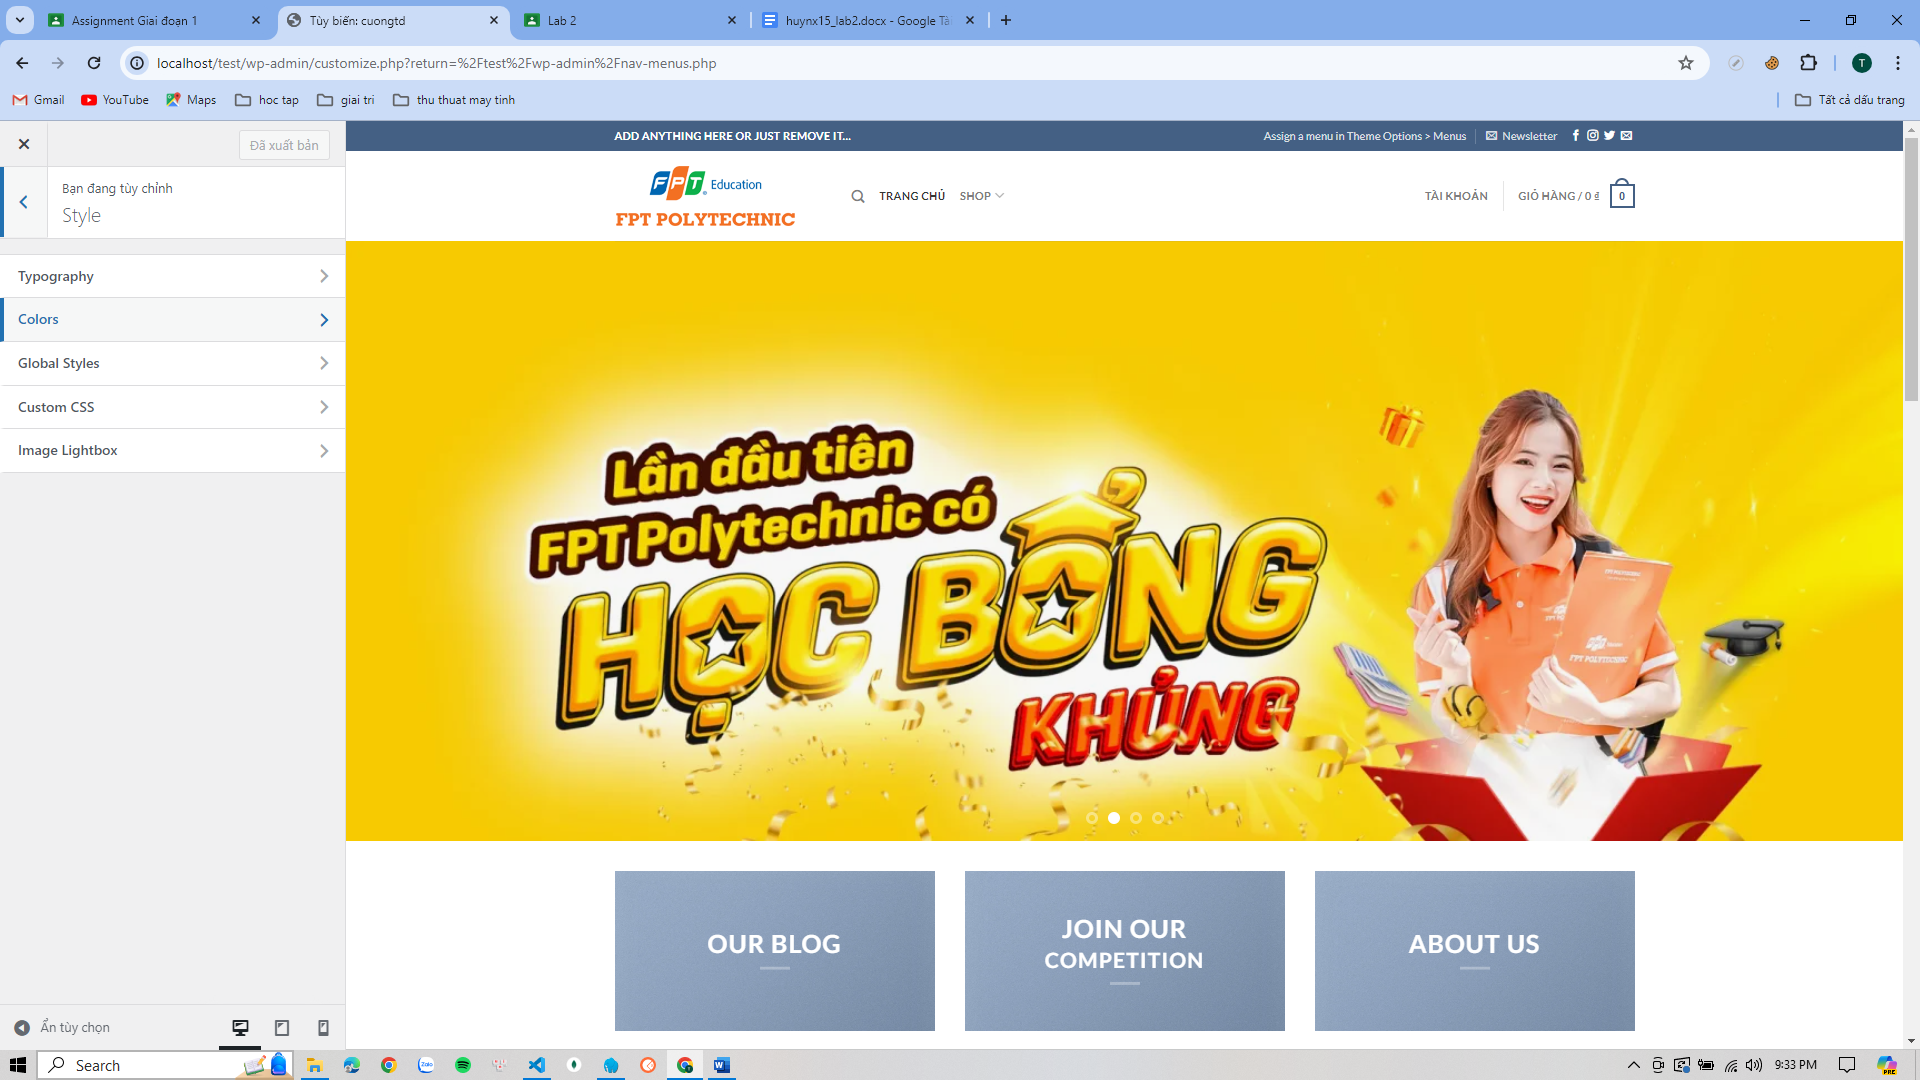 Assignment Giai đoạn 1
Tùy biến: cuongtd
Lab 2
huynx15_lab2.docx - Google Tà
localhost/test/wp-admin/customize.php?return=%2Ftest%2Fwp-admin%2Fnav-menus.php
T
Gmail
YouTube
Maps
hoc tap
giai tri
thu thuat may tinh
Tất cả dấu trang
Đã xuất bản
Bạn đang tùy chỉnh
Style
Typography
Colors
Global Styles
Custom CSS
Image Lightbox
Ẩn tùy chọn
ADD ANYTHING HERE OR JUST REMOVE IT...
Assign a menu in Theme Options > Menus
Newsletter
FPT Education
FPT POLYTECHNIC
TRANG CHỦ
SHOP
TÀI KHOẢN
GIỎ HÀNG / 0 ₫
0
Lần đầu tiên
FPT Polytechnic có
HỌC BỔNG
KHỦNG
FPT POLYTECHNIC
OUR BLOG
JOIN OUR
COMPETITION
ABOUT US
Search
Zalo
9:33 PM
PRE